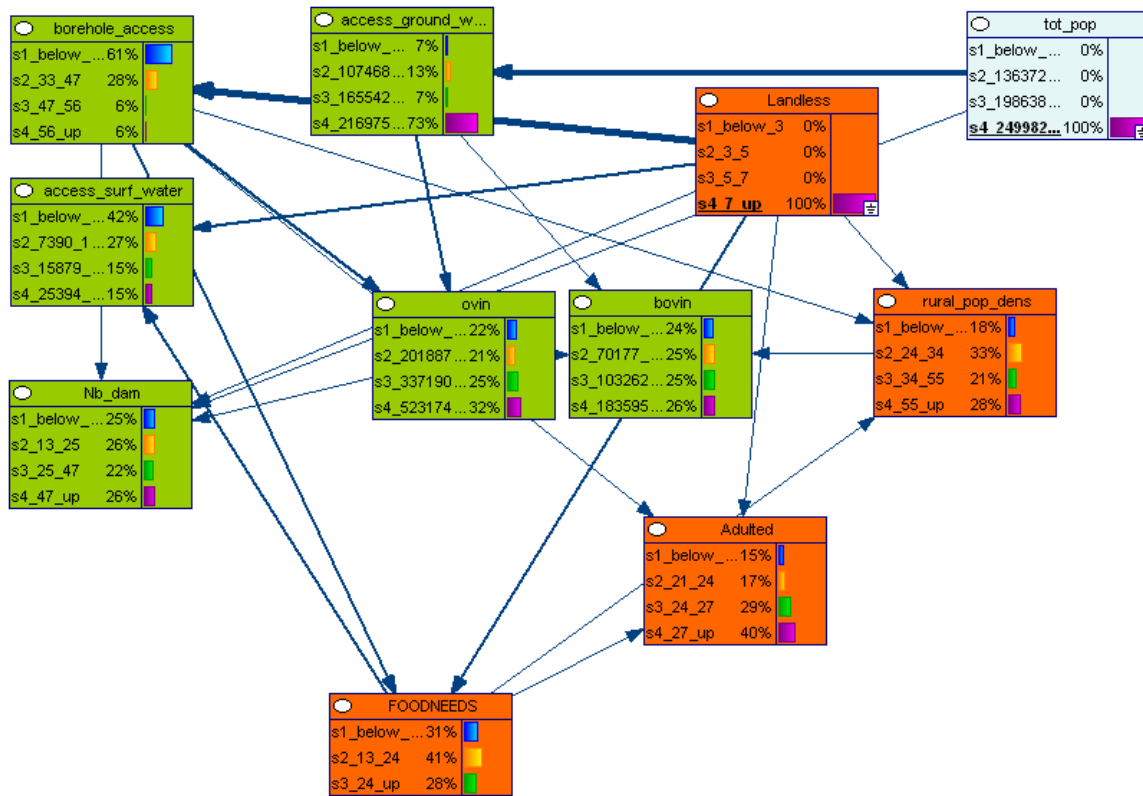 borehole_access
s1_below_... 61%
s2_33_47 28%
s3_47_56 6%
s4_56_up 6%
access_ground_w...
s1_below_... 7%
s2_107468... 13%
s3_165542... 7%
s4_216975... 73%
tot_pop
s1_below_... 0%
s2_136372... 0%
s3_198638... 0%
s4_249982... 100%
Landless
s1_below_3 0%
s2_3_5 0%
s3_5_7 0%
s4_7_up 100%
access_surf_water
s1_below_... 42%
s2_7390_1... 27%
s3_15879_... 15%
s4_25394_... 15%
ovin
s1_below_... 22%
s2_201887... 21%
s3_337190... 25%
s4_523174... 32%
bovin
s1_below_... 24%
s2_70177_... 25%
s3_103262... 25%
s4_183595... 26%
rural_pop_dens
s1_below_... 18%
s2_24_34 33%
s3_34_55 21%
s4_55_up 28%
Nb_dam
s1_below_... 25%
s2_13_25 26%
s3_25_47 22%
s4_47_up 26%
Adulted
s1_below_... 15%
s2_21_24 17%
s3_24_27 29%
s4_27_up 40%
FOODNEEDS
s1_below_... 31%
s2_13_24 41%
s3_24_up 28%